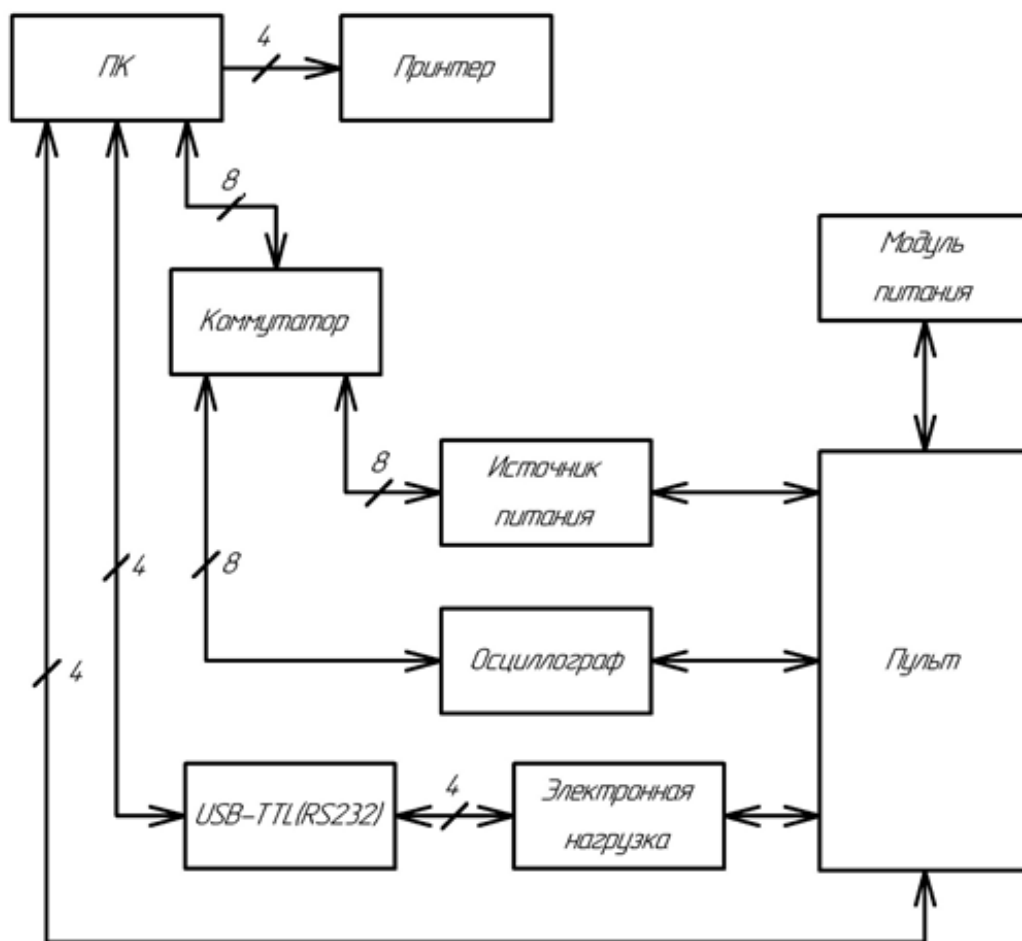 4
ПК
Принтер
8
Модуль
питания
Коммутатор
8
Источник
питания
4
8
Осциллограф
Пульт
4
4
Электронная
нагрузка
USB-TTL(RS232)